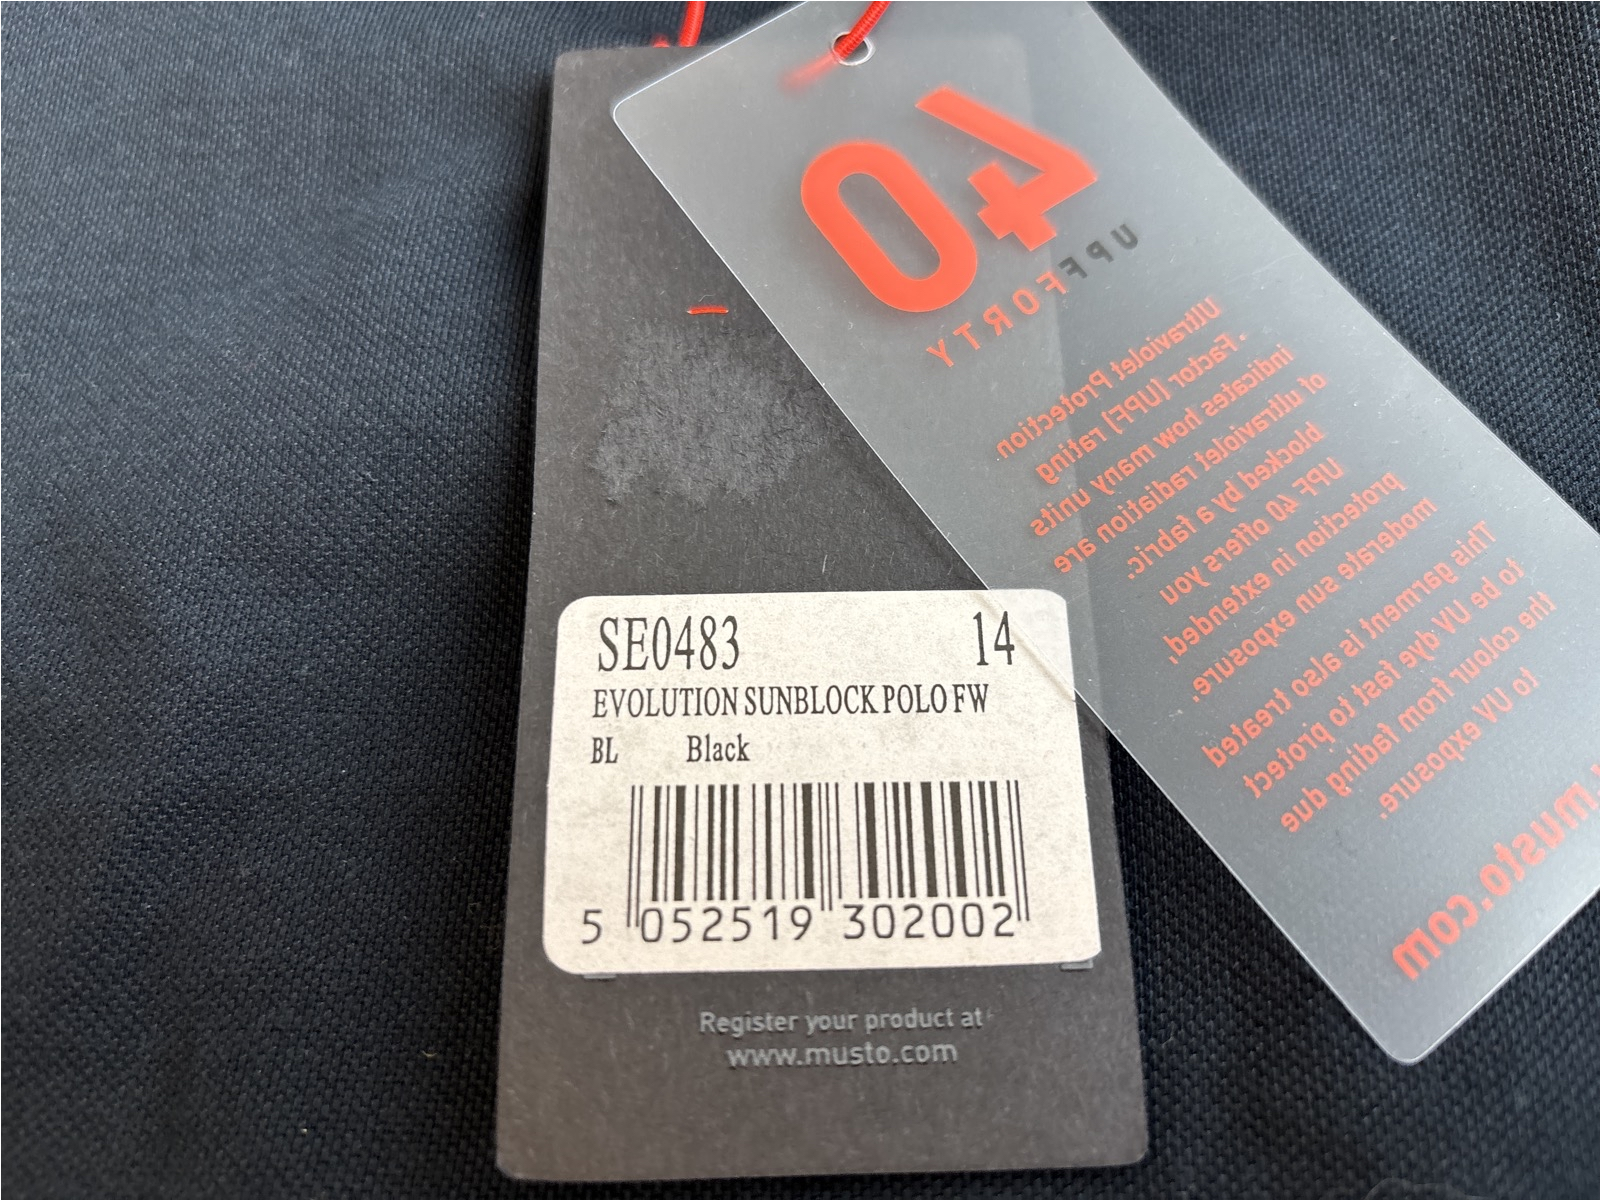 SE0483 14
EVOLUTION SUNBLOCK POLO FW
BL Black
5 052519 302002
Register your product at
www.musto.com
40
UPF FORTY
Ultraviolet Protection
Factor (UPF) rating
indicates how many units
of ultraviolet radiation are
blocked by a fabric.
UPF 40 offers you
protection in extended,
moderate sun exposure.
This garment is also treated
to be UV dye fast to protect
the colour from fading due
to UV exposure.
.musto.com